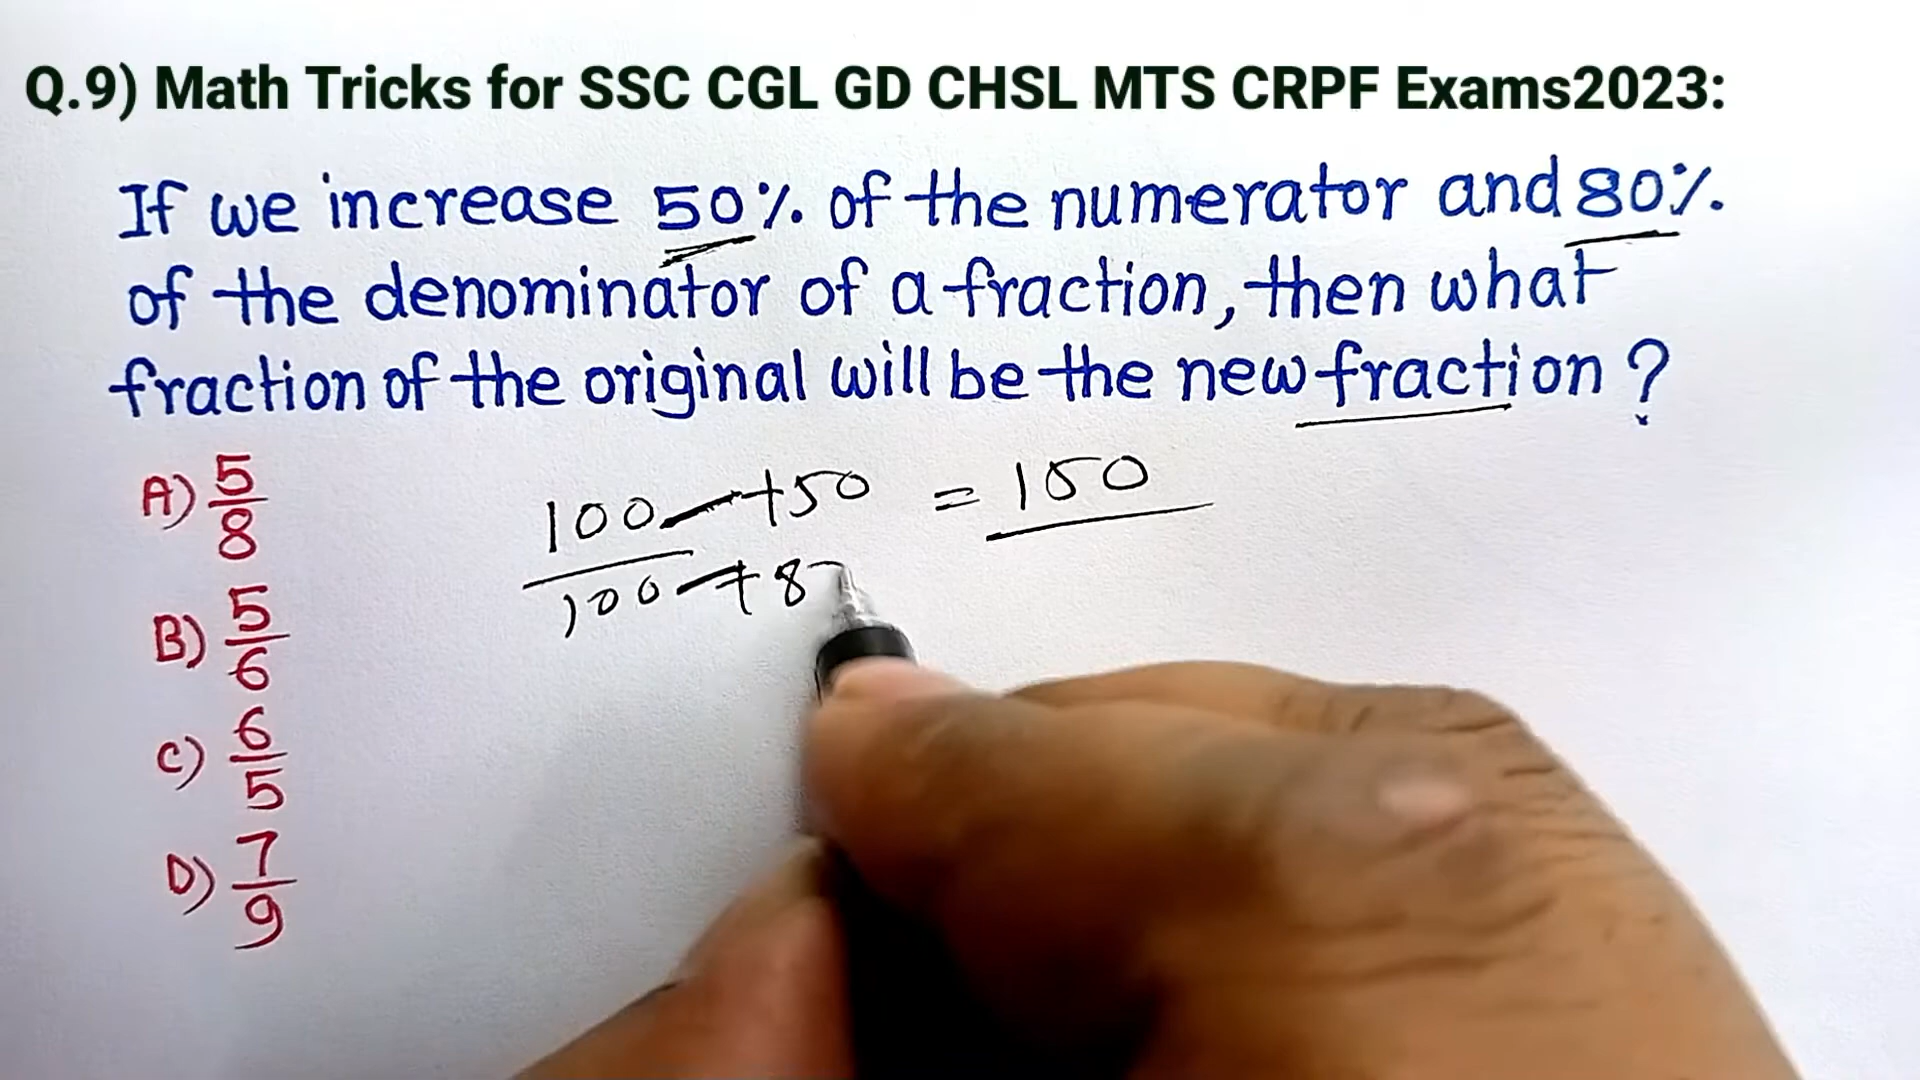 Q.9) Math Tricks for SSC CGL GD CHSL MTS CRPF Exams2023:
If we increase 50% of the numerator and 80%
of the denominator of a fraction, then what
fraction of the original will be the new fraction ?
A) 5/8
B) 5/6
C) 6/5
D) 7/9
100 +50 = 150
100 +8